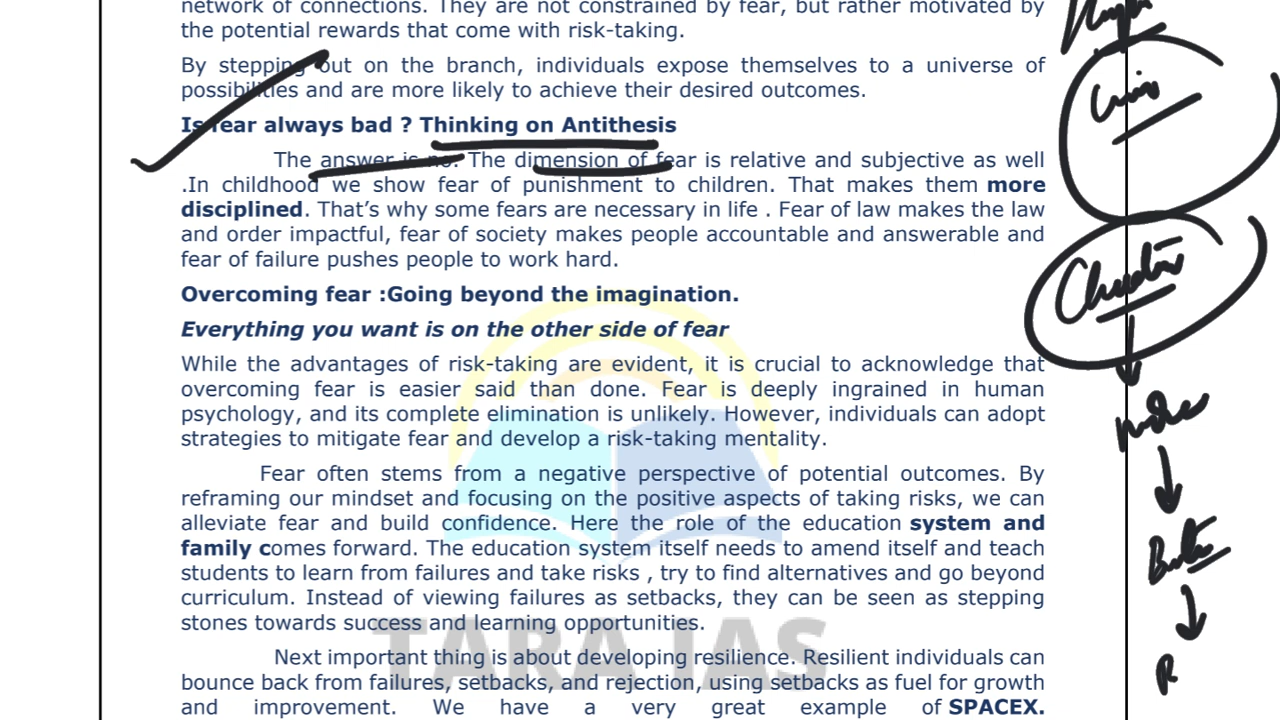 network of connections. They are not constrained by fear, but rather motivated by
the potential rewards that come with risk-taking.
By stepping out on the branch, individuals expose themselves to a universe of
possibilities and are more likely to achieve their desired outcomes.
Is fear always bad ? Thinking on Antithesis
The answer is no. The dimension of fear is relative and subjective as well
.In childhood we show fear of punishment to children. That makes them more
disciplined. That’s why some fears are necessary in life . Fear of law makes the law
and order impactful, fear of society makes people accountable and answerable and
fear of failure pushes people to work hard.
Overcoming fear :Going beyond the imagination.
Everything you want is on the other side of fear
While the advantages of risk-taking are evident, it is crucial to acknowledge that
overcoming fear is easier said than done. Fear is deeply ingrained in human
psychology, and its complete elimination is unlikely. However, individuals can adopt
strategies to mitigate fear and develop a risk-taking mentality.
Fear often stems from a negative perspective of potential outcomes. By
reframing our mindset and focusing on the positive aspects of taking risks, we can
alleviate fear and build confidence. Here the role of the education system and
family comes forward. The education system itself needs to amend itself and teach
students to learn from failures and take risks , try to find alternatives and go beyond
curriculum. Instead of viewing failures as setbacks, they can be seen as stepping
stones towards success and learning opportunities.
TARA IAS
Next important thing is about developing resilience. Resilient individuals can
bounce back from failures, setbacks, and rejection, using setbacks as fuel for growth
and improvement. We have a very great example of SPACEX.
R